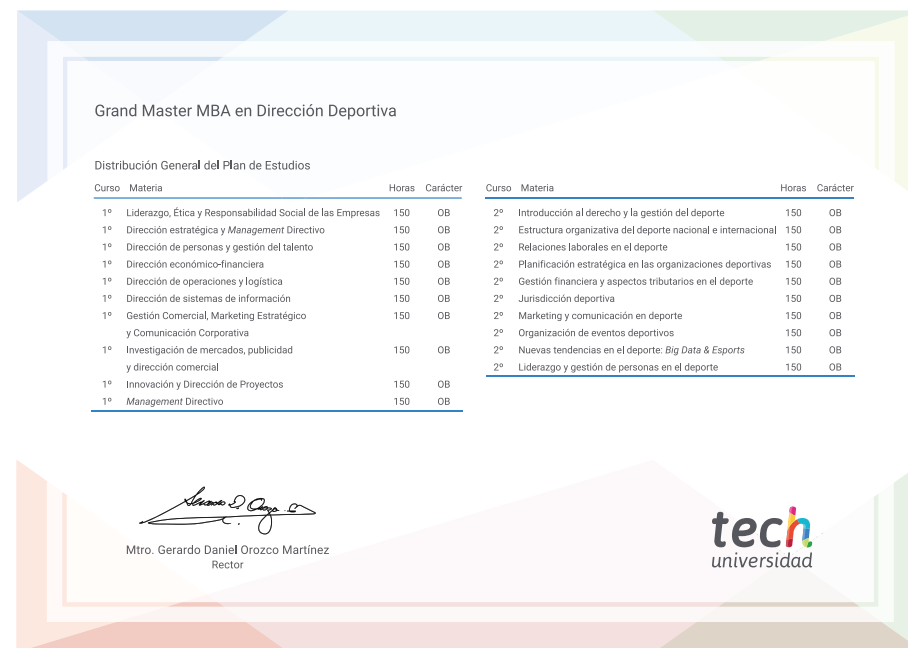 Grand Master MBA en Dirección Deportiva
Distribución General del Plan de Estudios
Curso Materia Horas Carácter
1º Liderazgo, Ética y Responsabilidad Social de las Empresas 150 OB
1º Dirección estratégica y Management Directivo 150 OB
1º Dirección de personas y gestión del talento 150 OB
1º Dirección económico-financiera 150 OB
1º Dirección de operaciones y logística 150 OB
1º Dirección de sistemas de información 150 OB
1º Gestión Comercial, Marketing Estratégico 150 OB
y Comunicación Corporativa
1º Investigación de mercados, publicidad 150 OB
y dirección comercial
1º Innovación y Dirección de Proyectos 150 OB
1º Management Directivo 150 OB
Curso Materia Horas Carácter
2º Introducción al derecho y la gestión del deporte 150 OB
2º Estructura organizativa del deporte nacional e internacional 150 OB
2º Relaciones laborales en el deporte 150 OB
2º Planificación estratégica en las organizaciones deportivas 150 OB
2º Gestión financiera y aspectos tributarios en el deporte 150 OB
2º Jurisdicción deportiva 150 OB
2º Marketing y comunicación en deporte 150 OB
2º Organización de eventos deportivos 150 OB
2º Nuevas tendencias en el deporte: Big Data & Esports 150 OB
2º Liderazgo y gestión de personas en el deporte 150 OB
Mtro. Gerardo Daniel Orozco Martínez
Rector
tech
universidad